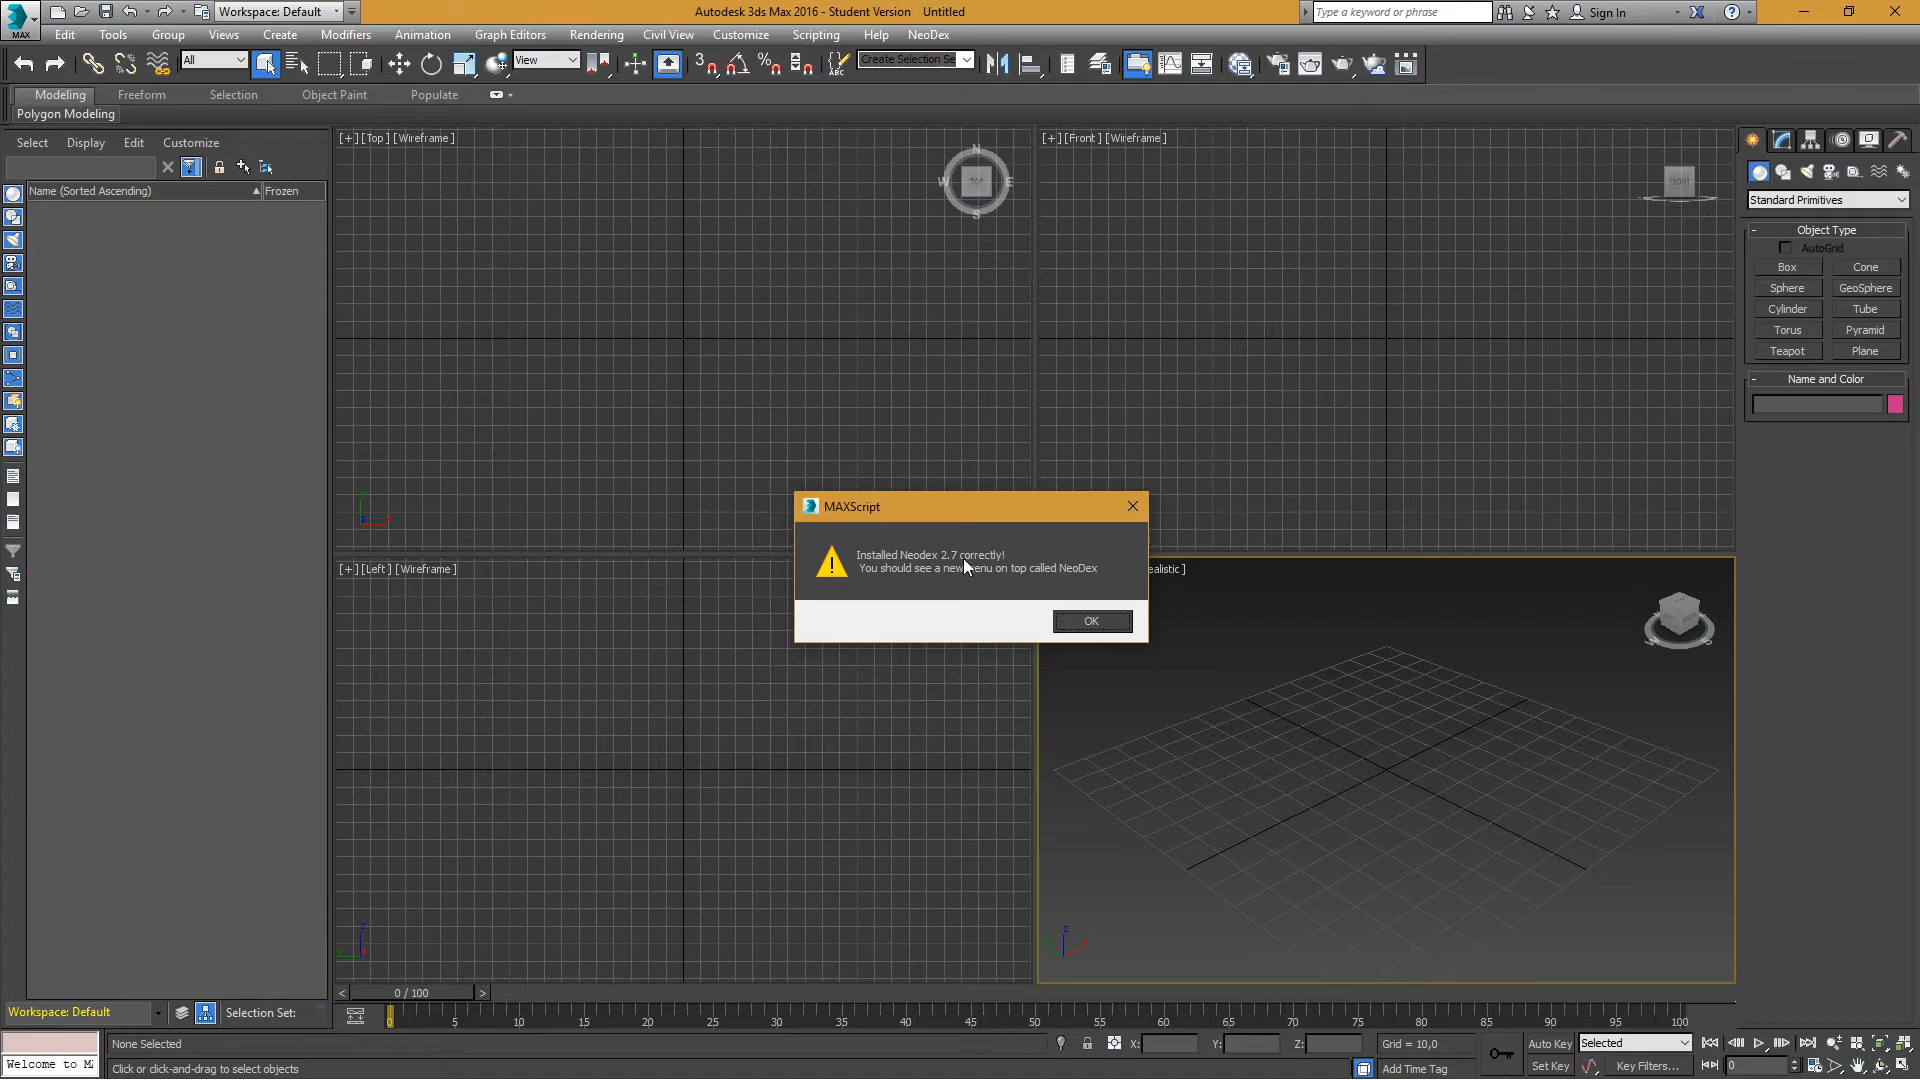 Workspace: Default
Autodesk 3ds Max 2016 - Student Version    Untitled
Type a keyword or phrase
Sign In
MAX
Edit
Tools
Group
Views
Create
Modifiers
Animation
Graph Editors
Rendering
Civil View
Customize
Scripting
Help
NeoDex
All
View
3
ABC
Create Selection Se
Modeling
Freeform
Selection
Object Paint
Populate
Polygon Modeling
Select
Display
Edit
Customize
Name (Sorted Ascending)
Frozen
[+] [Top] [Wireframe]
N
W
TOP
E
S
[+] [Front] [Wireframe]
FRONT
Standard Primitives
Object Type
AutoGrid
Box
Cone
Sphere
GeoSphere
Cylinder
Tube
Torus
Pyramid
Teapot
Plane
Name and Color
MAXScript
Installed Neodex 2.7 correctly!
You should see a new menu on top called NeoDex
OK
[+] [Left] [Wireframe]
ealistic ]
0 / 100
Workspace: Default
Selection Set:
0 5 10 15 20 25 30 35 40 45 50 55 60 65 70 75 80 85 90 95 100
None Selected
X:
Y:
Z:
Grid = 10,0
Auto Key
Selected
Welcome to M
Click or click-and-drag to select objects
Add Time Tag
Set Key
Key Filters...
0